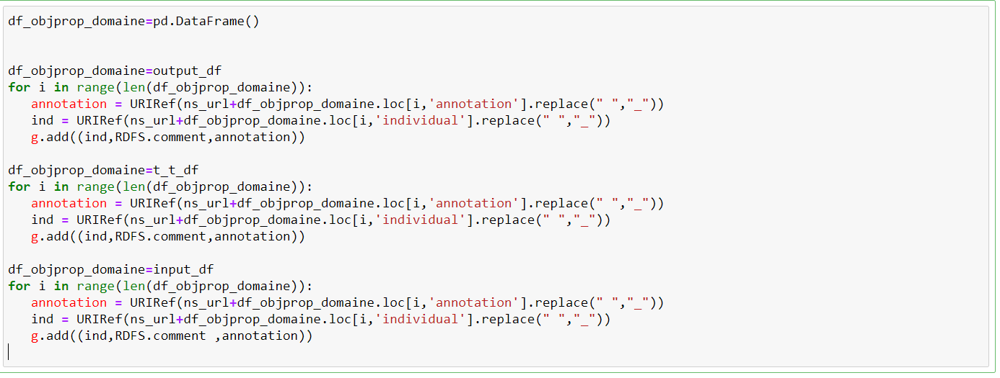 df_objprop_domaine=pd.DataFrame()
df_objprop_domaine=output_df
for i in range(len(df_objprop_domaine)):
   annotation = URIRef(ns_url+df_objprop_domaine.loc[i,'annotation'].replace(" ","_"))
   ind = URIRef(ns_url+df_objprop_domaine.loc[i,'individual'].replace(" ","_"))
   g.add((ind,RDFS.comment,annotation))
df_objprop_domaine=t_t_df
for i in range(len(df_objprop_domaine)):
   annotation = URIRef(ns_url+df_objprop_domaine.loc[i,'annotation'].replace(" ","_"))
   ind = URIRef(ns_url+df_objprop_domaine.loc[i,'individual'].replace(" ","_"))
   g.add((ind,RDFS.comment,annotation))
df_objprop_domaine=input_df
for i in range(len(df_objprop_domaine)):
   annotation = URIRef(ns_url+df_objprop_domaine.loc[i,'annotation'].replace(" ","_"))
   ind = URIRef(ns_url+df_objprop_domaine.loc[i,'individual'].replace(" ","_"))
   g.add((ind,RDFS.comment ,annotation))